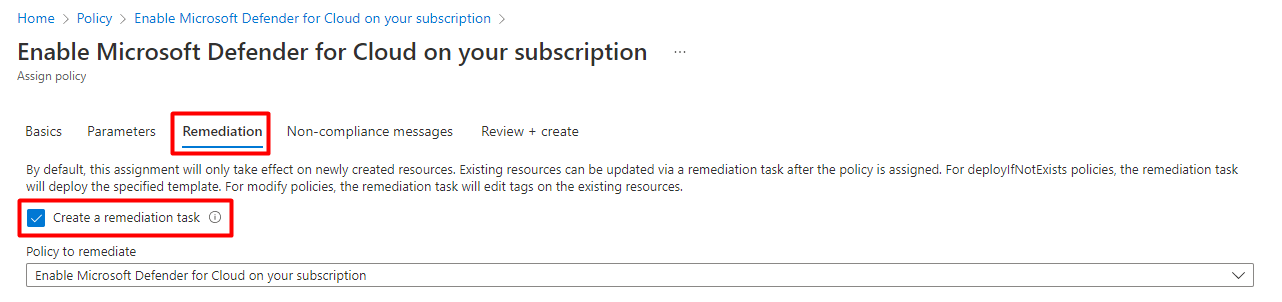 Home > Policy > Enable Microsoft Defender for Cloud on your subscription >
Enable Microsoft Defender for Cloud on your subscription ...
Assign policy
Basics Parameters Remediation Non-compliance messages Review + create
By default, this assignment will only take effect on newly created resources. Existing resources can be updated via a remediation task after the policy is assigned. For deployIfNotExists policies, the remediation task
will deploy the specified template. For modify policies, the remediation task will edit tags on the existing resources.
Create a remediation task
Policy to remediate
Enable Microsoft Defender for Cloud on your subscription